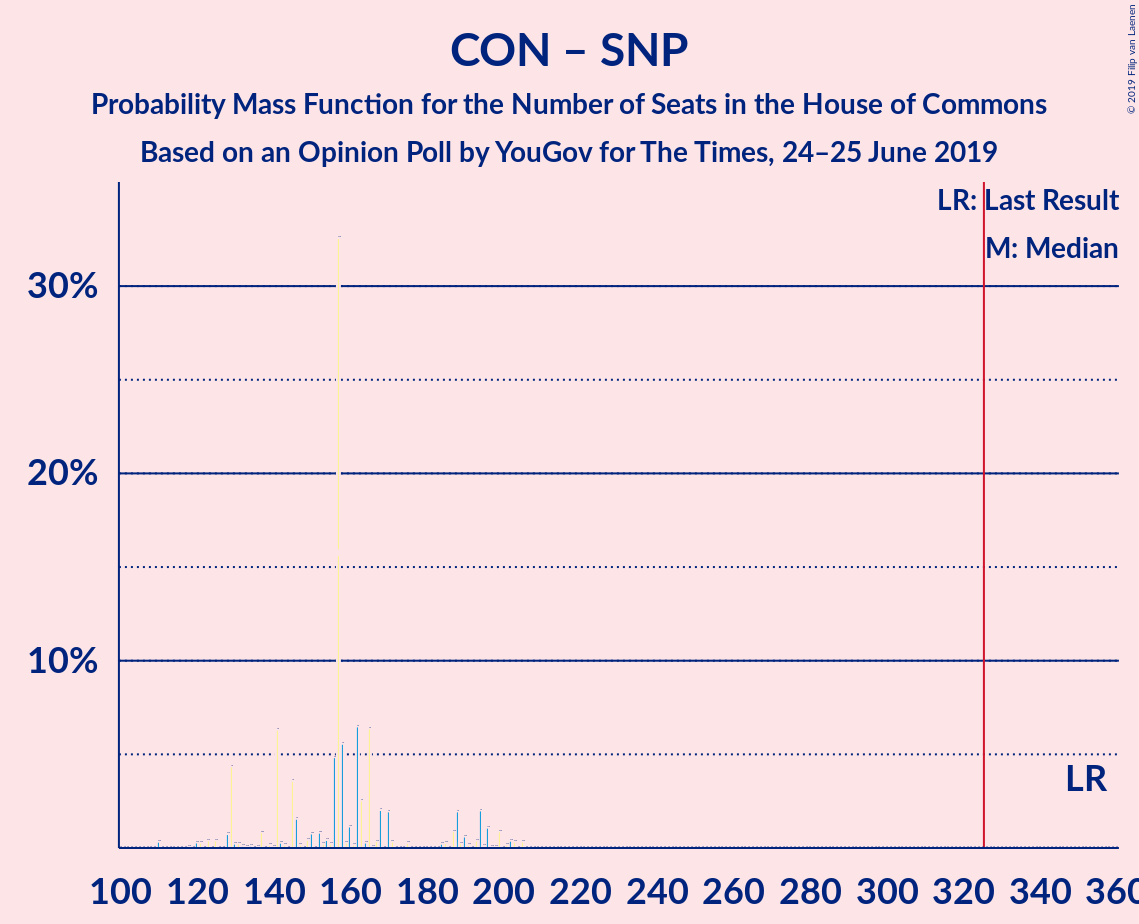 CON – SNP
Probability Mass Function for the Number of Seats in the House of Commons
Based on an Opinion Poll by YouGov for The Times, 24–25 June 2019
© 2019 Filip van Laenen
LR: Last Result
M: Median
30%
20%
10%
LR
100 120 140 160 180 200 220 240 260 280 300 320 340 360